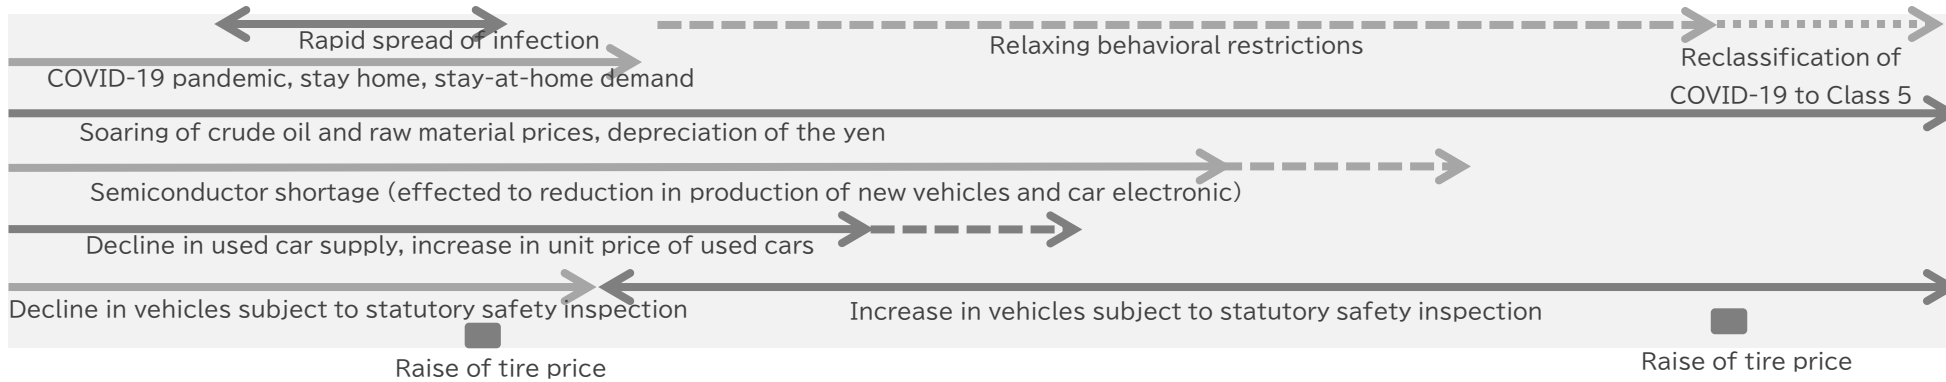 Rapid spread of infection
Relaxing behavioral restrictions
Reclassification of
COVID-19 to Class 5
COVID-19 pandemic, stay home, stay-at-home demand
Soaring of crude oil and raw material prices, depreciation of the yen
Semiconductor shortage (effected to reduction in production of new vehicles and car electronic)
Decline in used car supply, increase in unit price of used cars
Decline in vehicles subject to statutory safety inspection
Increase in vehicles subject to statutory safety inspection
Raise of tire price
Raise of tire price